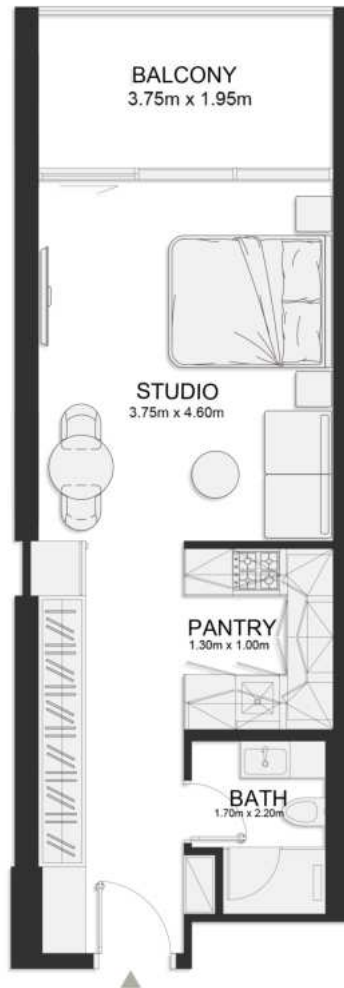 BALCONY
3.75m x 1.95m
STUDIO
3.75m x 4.60m
PANTRY
1.30m x 1.00m
BATH
1.70m x 2.20m